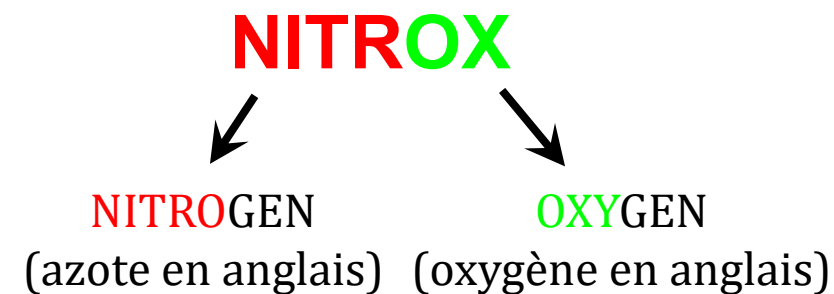 NITROX
NITROGEN OXYGEN
(azote en anglais) (oxygène en anglais)